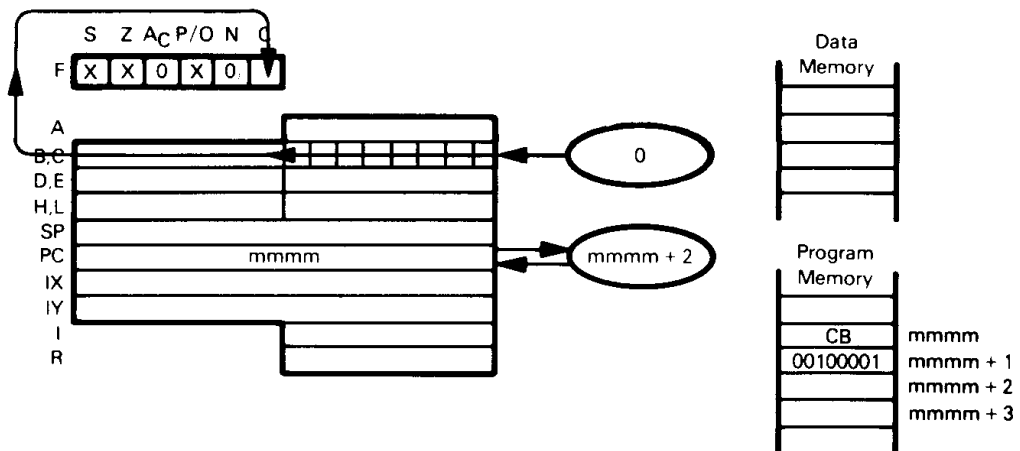 S Z AC P/O N C
F X X 0 X 0
A
B,C
0
D,E
H,L
SP
PC mmmm
mmmm + 2
IX
IY
I
R
Data
Memory
Program
Memory
CB mmmm
00100001 mmmm + 1
mmmm + 2
mmmm + 3